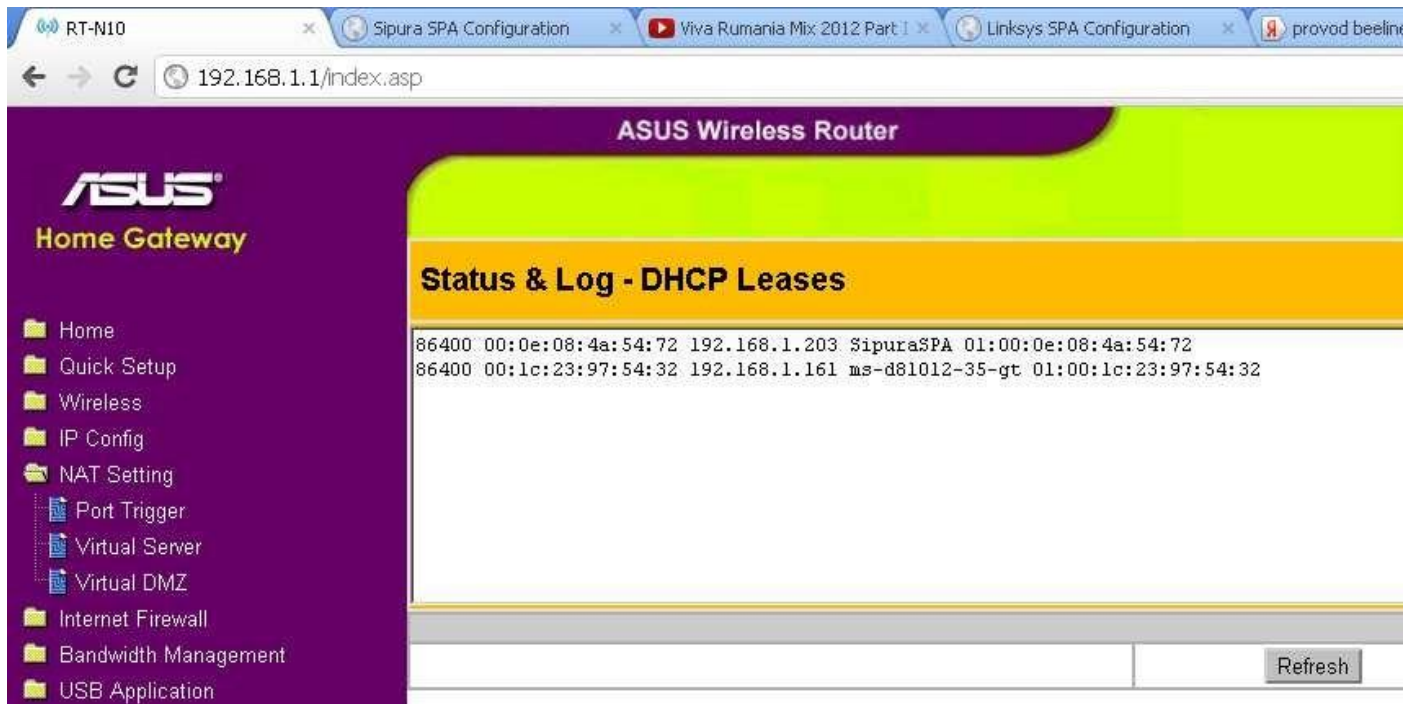 RT-N10
Sipura SPA Configuration
Viva Rumania Mix 2012 Part
Linksys SPA Configuration
Я provod beeline
192.168.1.1/index.asp
ASUS Wireless Router
ASUS
Home Gateway
Status & Log - DHCP Leases
86400 00:0e:08:4a:54:72 192.168.1.203 SipuraSPA 01:00:0e:08:4a:54:72
86400 00:1c:23:97:54:32 192.168.1.161 ms-d81012-35-gt 01:00:1c:23:97:54:32
Home
Quick Setup
Wireless
IP Config
NAT Setting
Port Trigger
Virtual Server
Virtual DMZ
Internet Firewall
Bandwidth Management
USB Application
Refresh